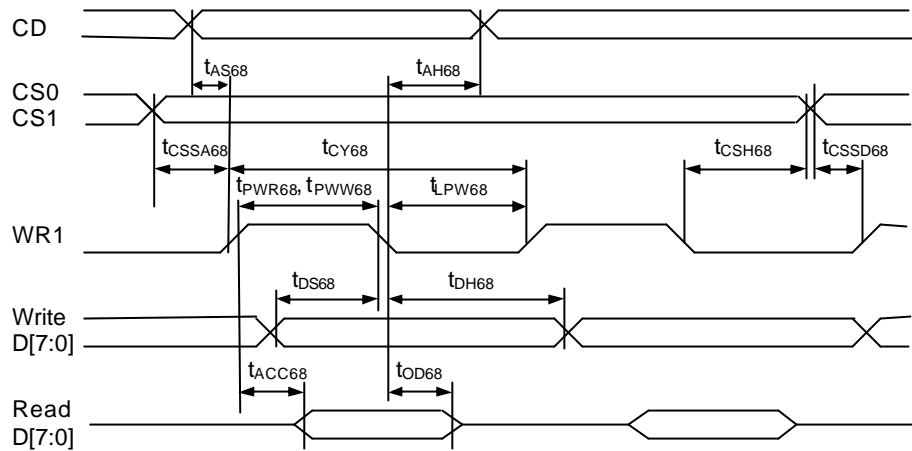 CD
tAS68
tAH68
CS0
CS1
tCSSA68
tCY68
tCSH68
tCSSD68
tPWR68, tPWW68
tLPW68
WR1
tDS68
tDH68
Write
D[7:0]
tACC68
tOD68
Read
D[7:0]